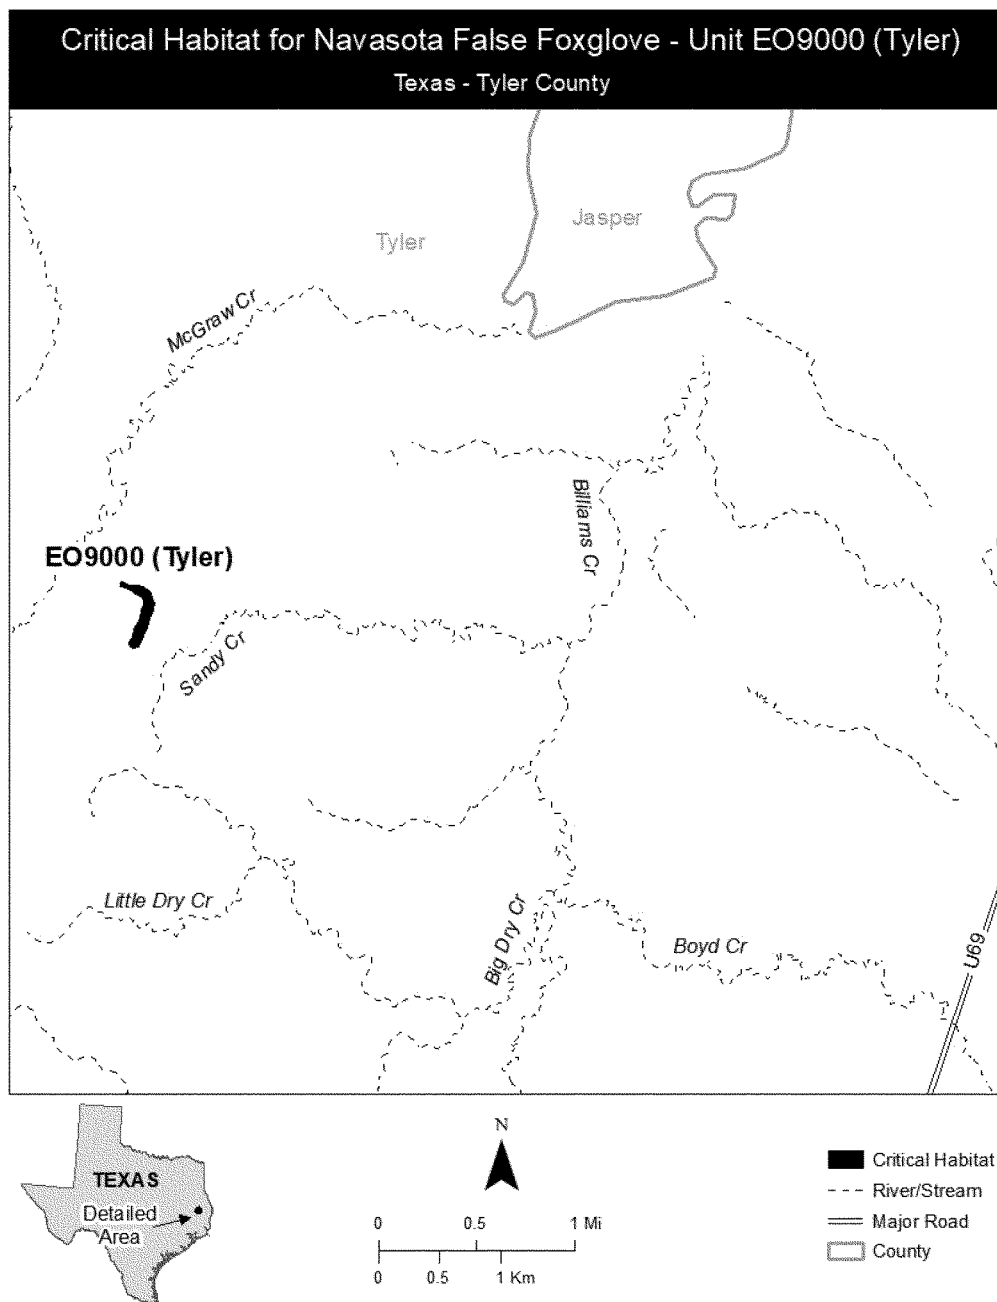 Critical Habitat for Navasota False Foxglove - Unit EO9000 (Tyler)
Texas - Tyler County
Jasper
Tyler
McGraw Cr
Billiams Cr
EO9000 (Tyler)
Sandy Cr
Little Dry Cr
Big Dry Cr
Boyd Cr
U69
TEXAS
Detailed
Area
N
0 0.5 1 Mi
0 0.5 1 Km
Critical Habitat
River/Stream
Major Road
County